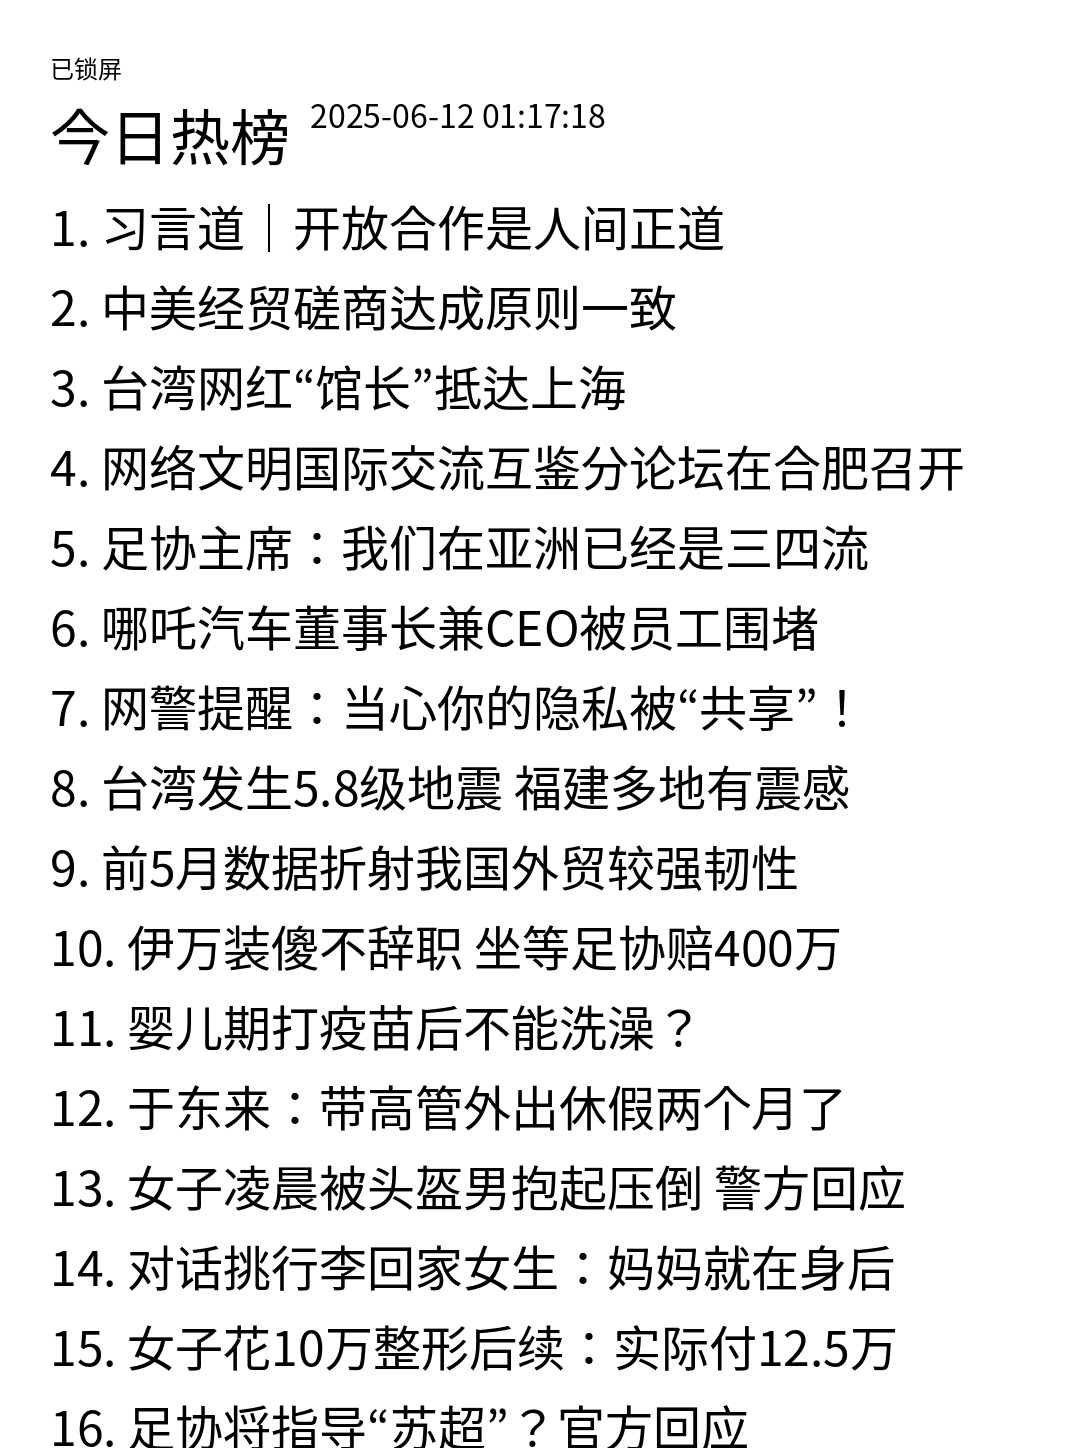 已锁屏
今日热榜 2025-06-12 01:17:18
1. 习言道｜开放合作是人间正道
2. 中美经贸磋商达成原则一致
3. 台湾网红“馆长”抵达上海
4. 网络文明国际交流互鉴分论坛在合肥召开
5. 足协主席：我们在亚洲已经是三四流
6. 哪吒汽车董事长兼CEO被员工围堵
7. 网警提醒：当心你的隐私被“共享”！
8. 台湾发生5.8级地震 福建多地有震感
9. 前5月数据折射我国外贸较强韧性
10. 伊万装傻不辞职 坐等足协赔400万
11. 婴儿期打疫苗后不能洗澡？
12. 于东来：带高管外出休假两个月了
13. 女子凌晨被头盔男抱起压倒 警方回应
14. 对话挑行李回家女生：妈妈就在身后
15. 女子花10万整形后续：实际付12.5万
16. 足协将指导“苏超”？官方回应